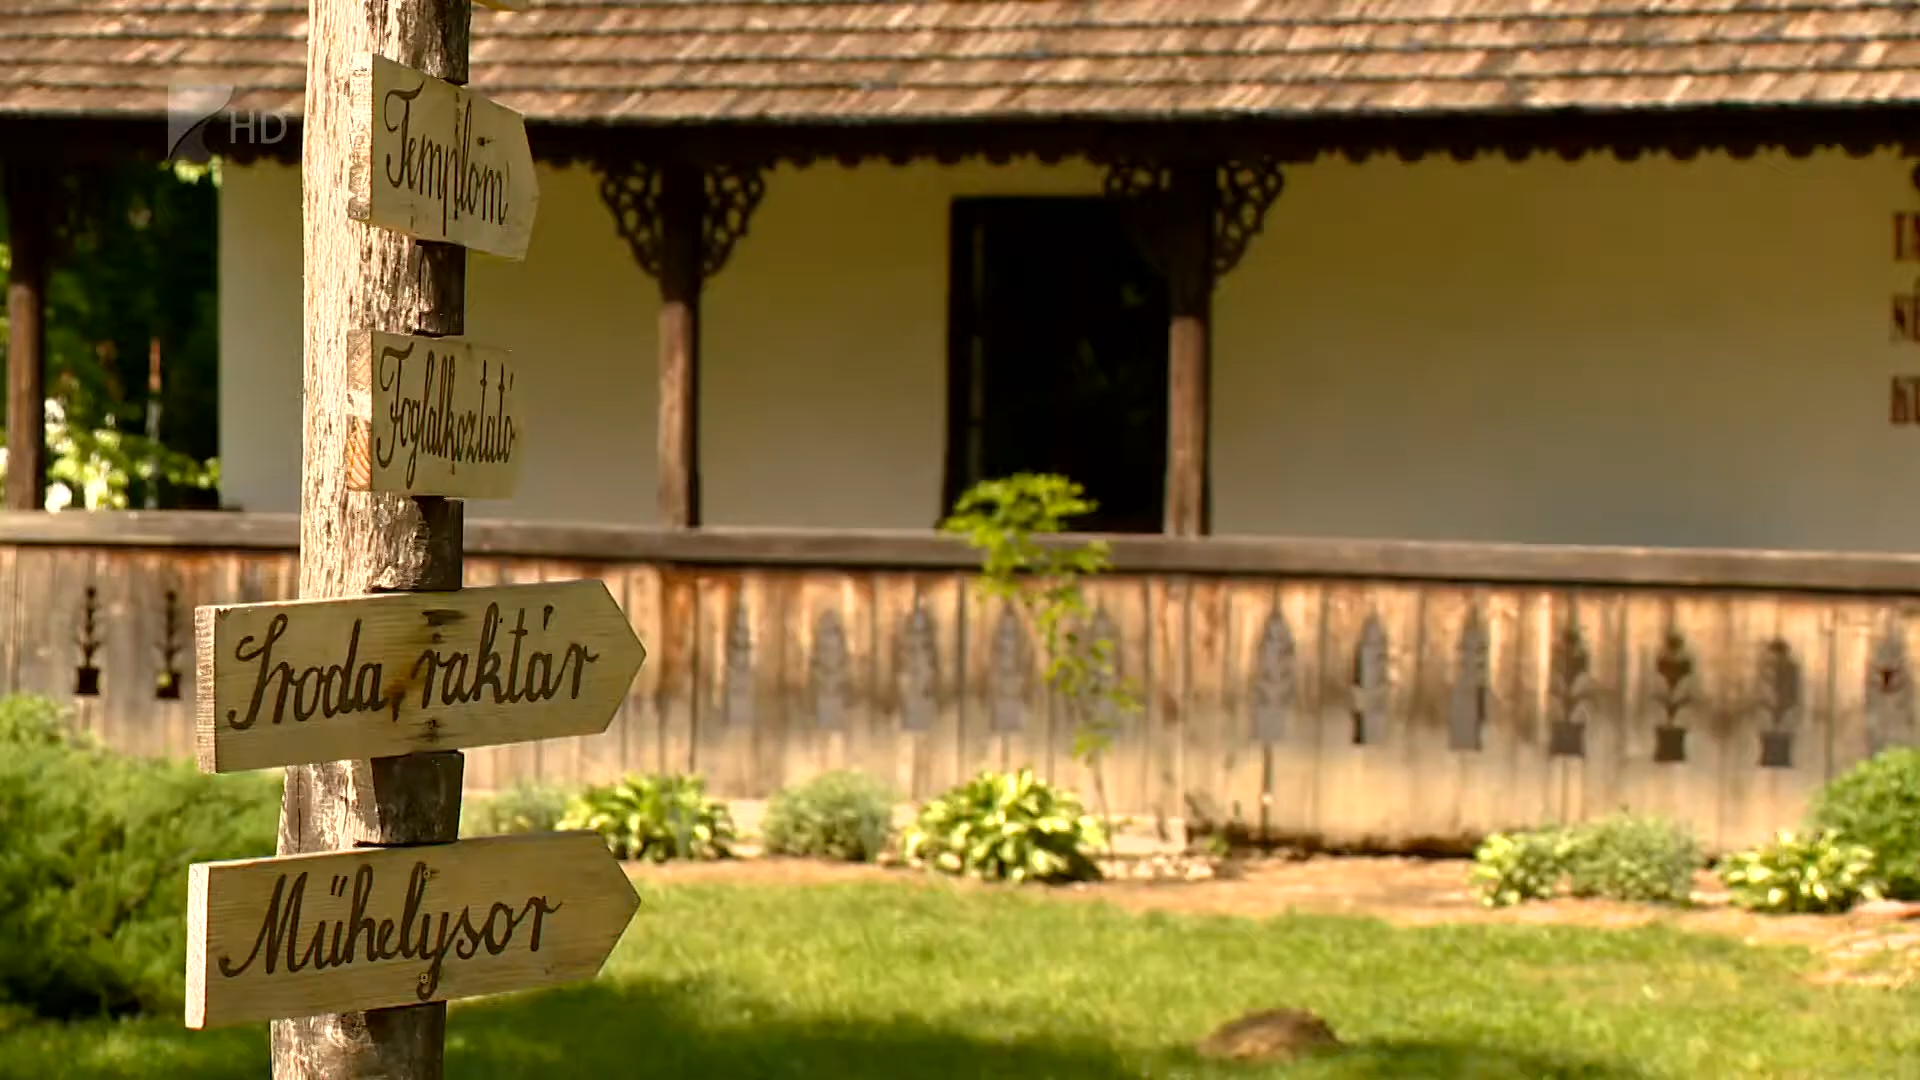 HD
Templom
Foglalkoztató
Iroda, raktár
Műhelysor